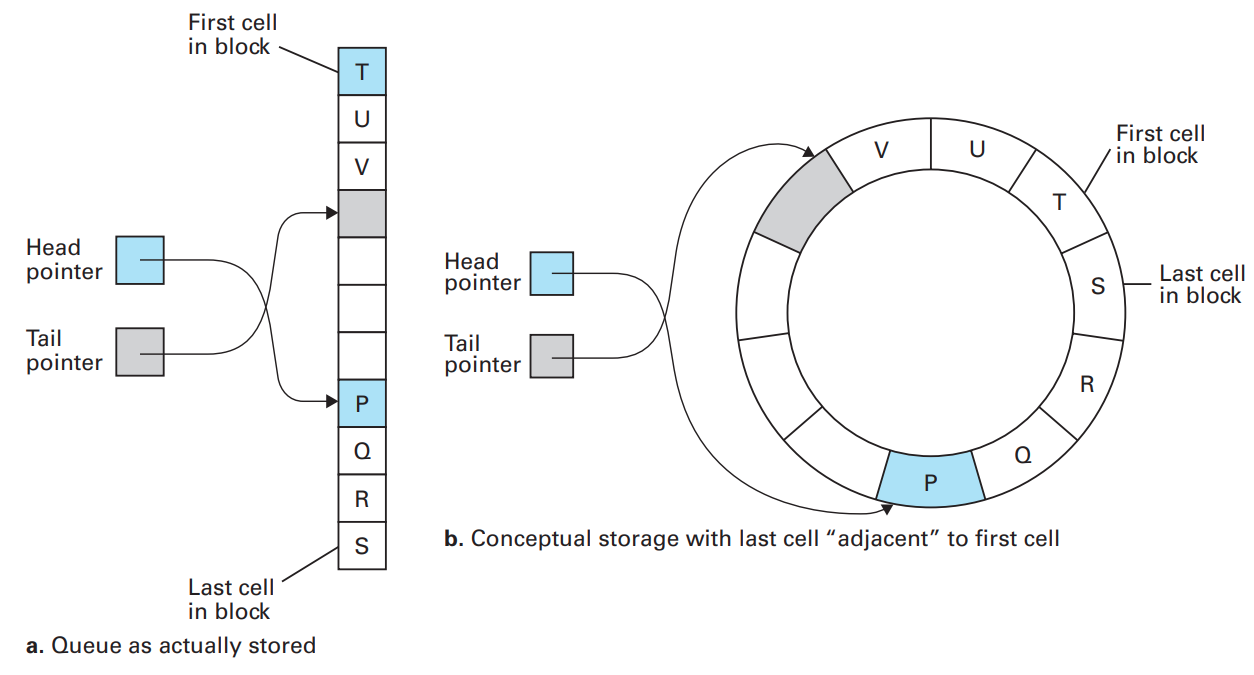 First cell
in block
T
U
V
Head
pointer
Tail
pointer
P
Q
R
S
Last cell
in block
a. Queue as actually stored
V
U
First cell
in block
T
Head
pointer
S
Last cell
in block
Tail
pointer
R
Q
P
b. Conceptual storage with last cell “adjacent” to first cell